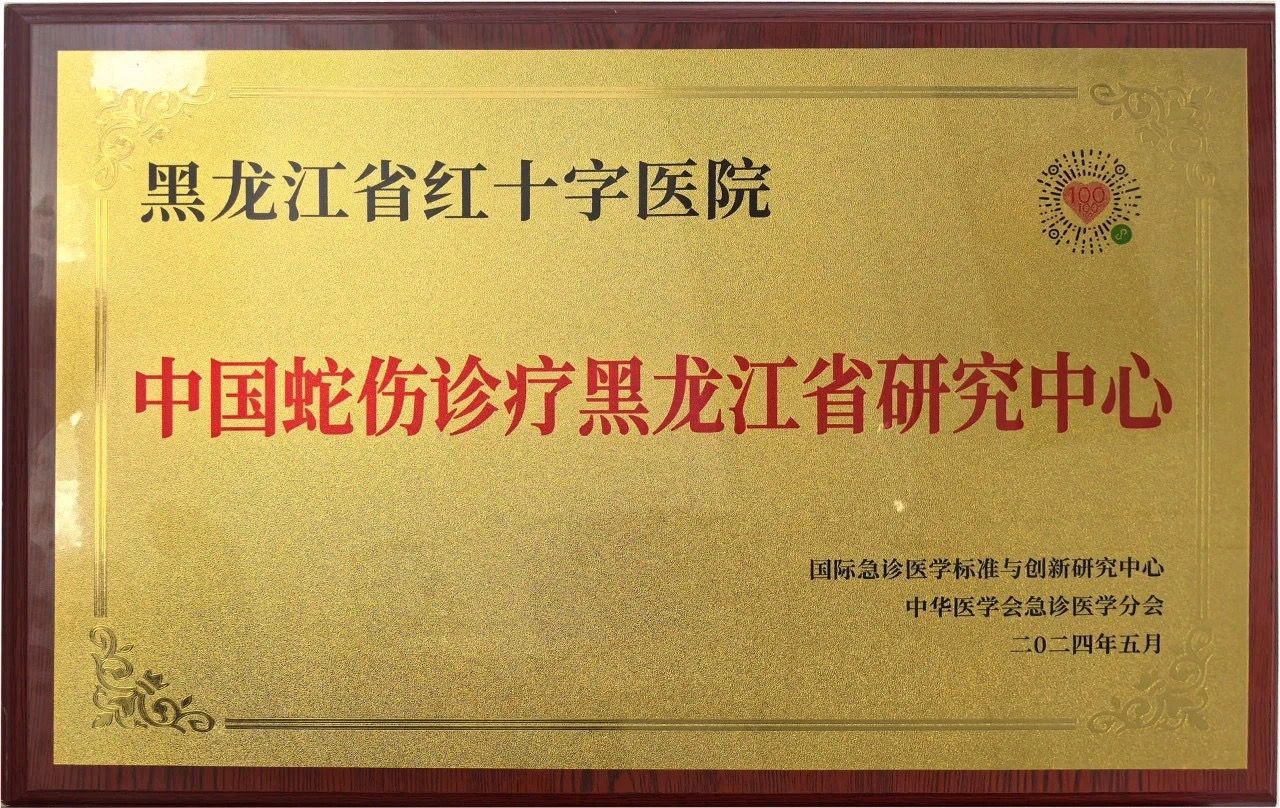 黑龙江省红十字医院
100
100
中国蛇伤诊疗黑龙江省研究中心
国际急诊医学标准与创新研究中心
中华医学会急诊医学分会
二〇二四年五月